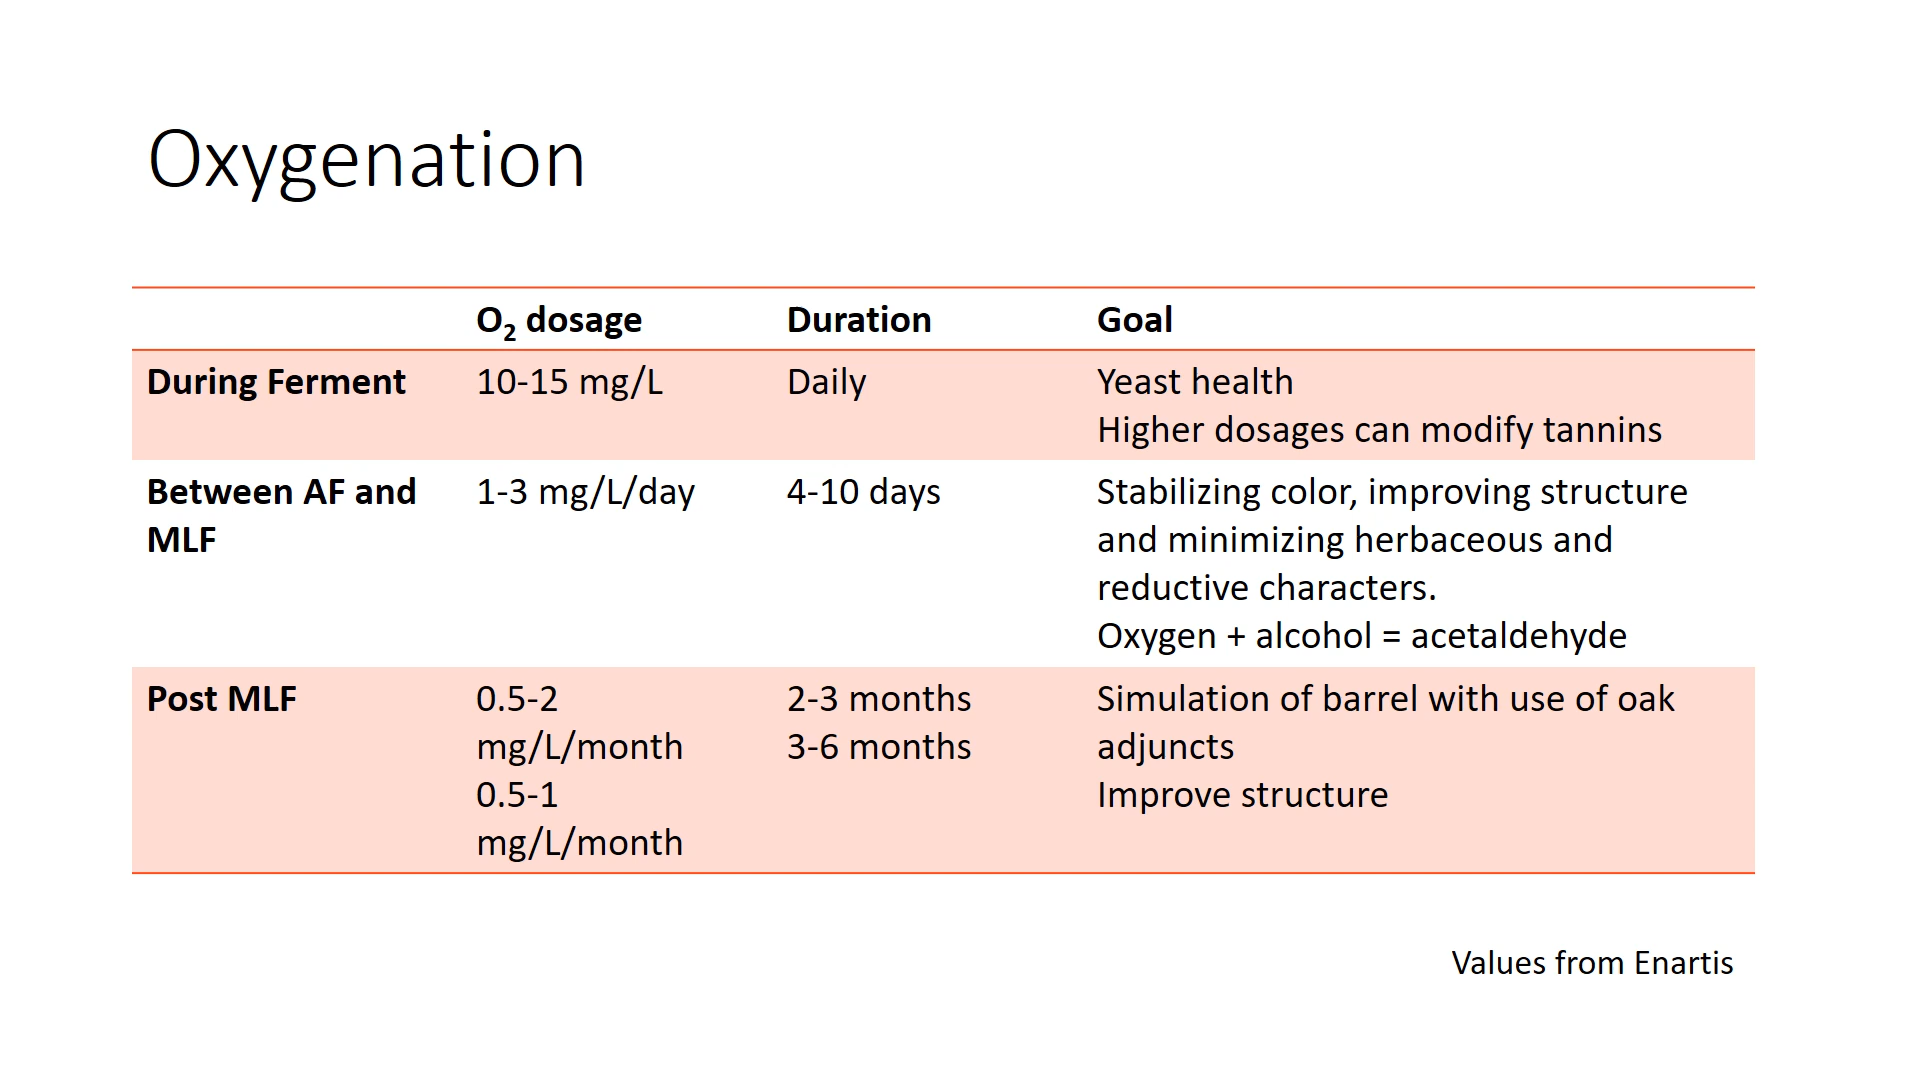 Oxygenation
O₂ dosage Duration Goal
During Ferment 10-15 mg/L Daily Yeast health
Higher dosages can modify tannins
Between AF and 1-3 mg/L/day 4-10 days Stabilizing color, improving structure
MLF and minimizing herbaceous and
reductive characters.
Oxygen + alcohol = acetaldehyde
Post MLF 0.5-2 2-3 months Simulation of barrel with use of oak
mg/L/month 3-6 months adjuncts
0.5-1 Improve structure
mg/L/month
Values from Enartis